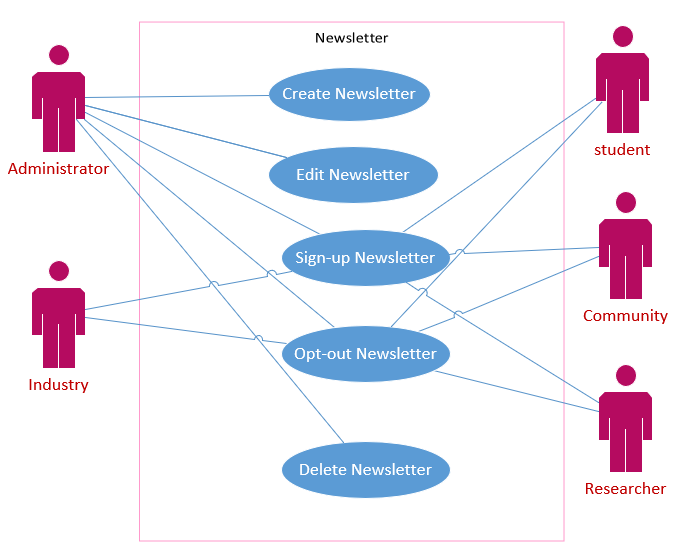 Newsletter
Create Newsletter
Administrator
student
Edit Newsletter
Sign-up Newsletter
Community
Industry
Opt-out Newsletter
Delete Newsletter
Researcher